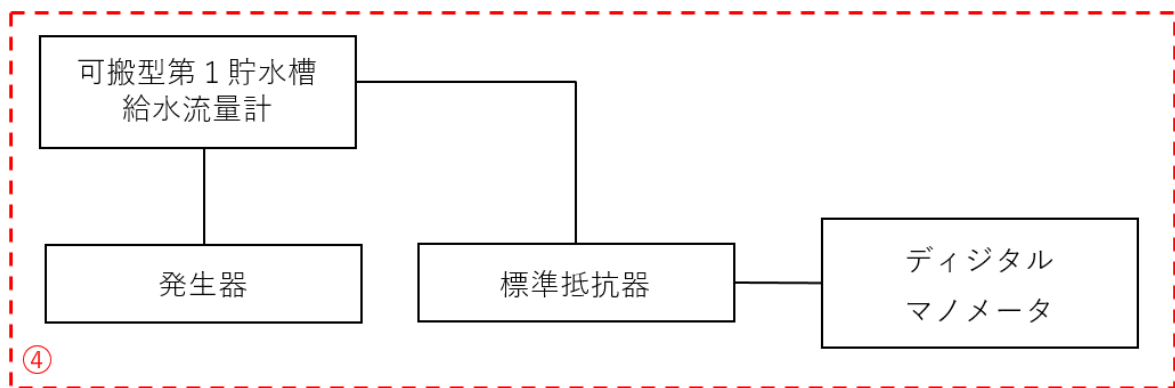 可搬型第１貯水槽
給水流量計
発生器
標準抵抗器
ディジタル
マノメータ
④